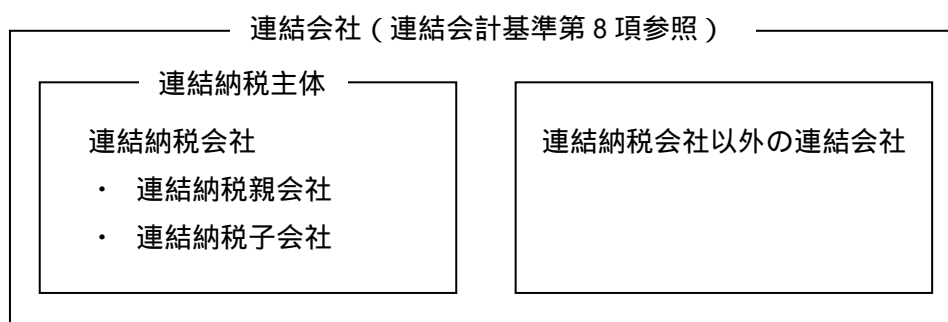 連結会社(連結会計基準第8項参照)
連結納税主体
連結納税会社
・ 連結納税親会社
・ 連結納税子会社
連結納税会社以外の連結会社